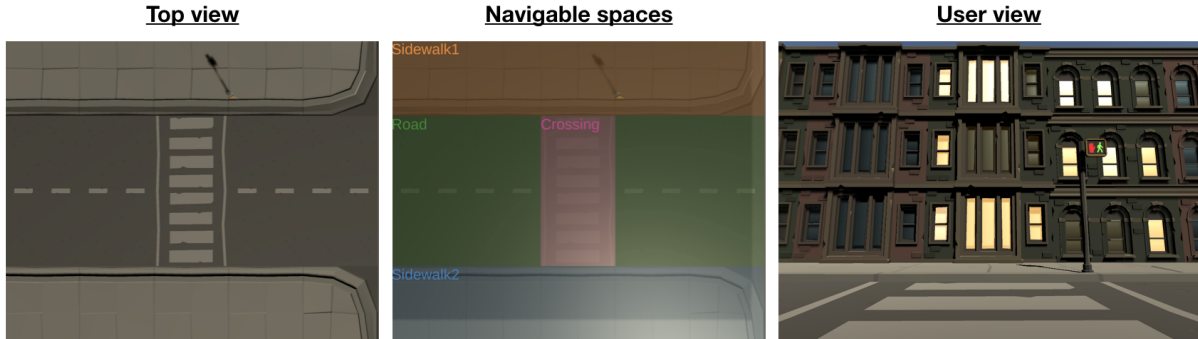 Top view
Navigable spaces
User view
Sidewalk1
Road
Crossing
Sidewalk2